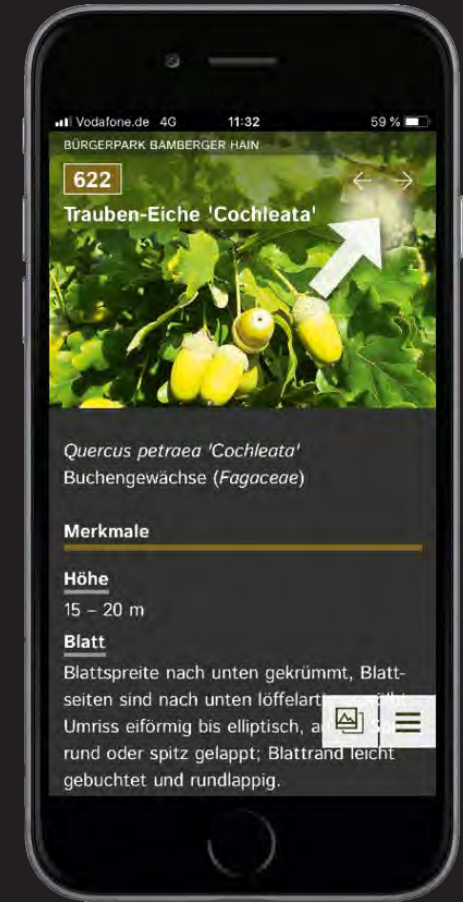 Vodafone.de 4G 11:32 59 %
BÜRGERPARK BAMBERGER HAIN
622
Trauben-Eiche 'Cochleata'
Quercus petraea 'Cochleata'
Buchengewächse (Fagaceae)
Merkmale
Höhe
15 – 20 m
Blatt
Blattspreite nach unten gekrümmt, Blatt-
seiten sind nach unten
Umriss eiförmig bis elliptisch,
rund oder spitz gelappt; Blattrand leicht
gebuchtet und rundlappig.